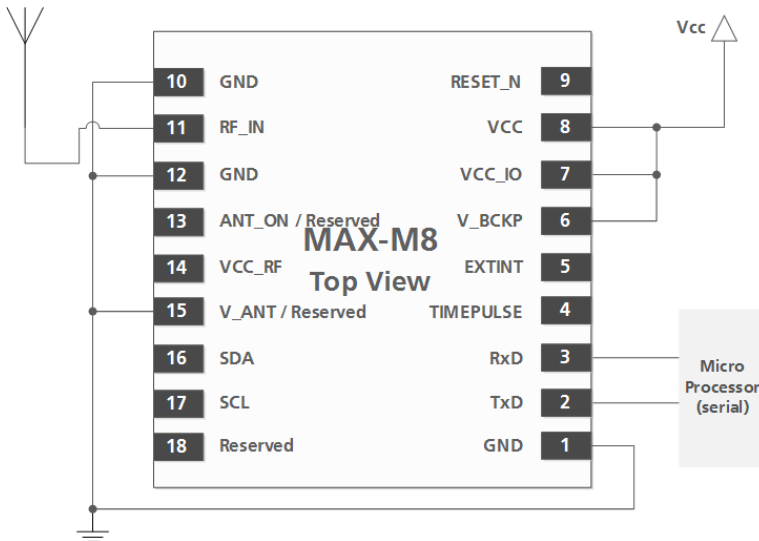 Vcc
10 GND RESET_N 9
11 RF_IN VCC 8
12 GND VCC_IO 7
13 ANT_ON / Reserved V_BCKP 6
MAX-M8
14 VCC_RF EXTINT 5
Top View
15 V_ANT / Reserved TIMEPULSE 4
16 SDA RxD 3
17 SCL TxD 2
18 Reserved GND 1
Micro
Processor
(serial)